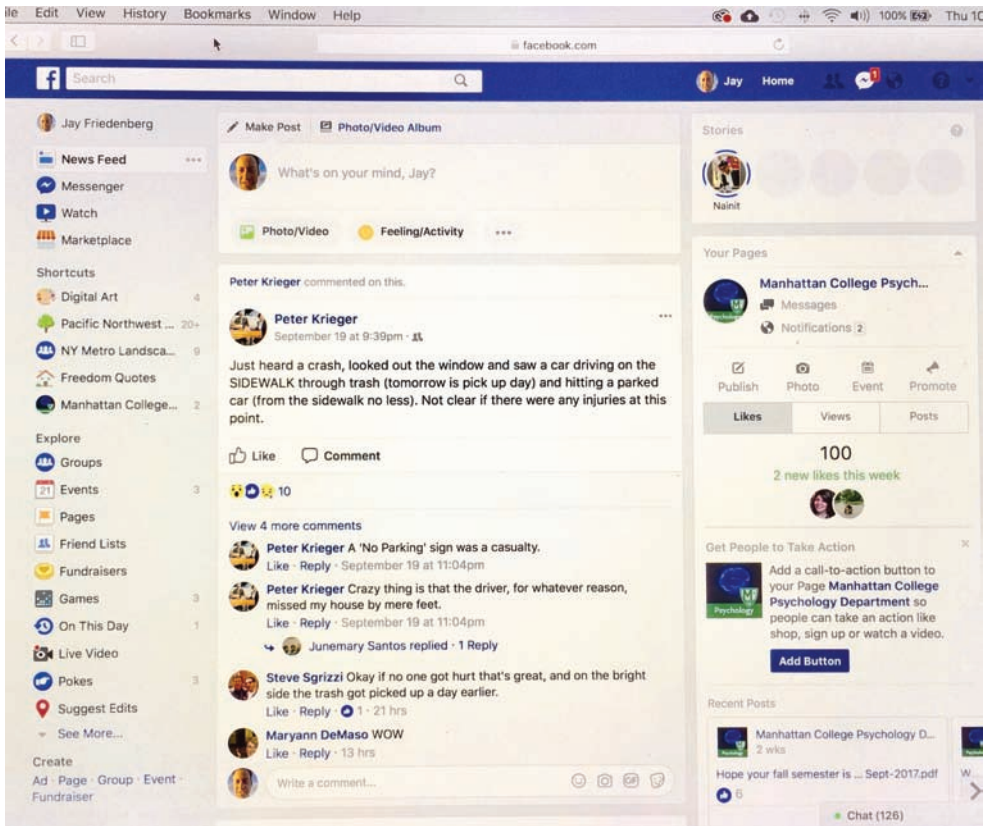 ile Edit View History Bookmarks Window Help
100%
Thu 10
facebook.com
f
Search
Jay Home
1
Jay Friedenberg
News Feed
Messenger
Watch
Marketplace
Shortcuts
Digital Art 4
Pacific Northwest ... 20+
NY Metro Landsca... 9
Freedom Quotes
Manhattan College... 2
Explore
Groups
21 Events 3
Pages
Friend Lists
Fundraisers
Games 3
On This Day 1
Live Video
Pokes 3
Suggest Edits
See More...
Create
Ad · Page · Group · Event ·
Fundraiser
Make Post Photo/Video Album
What's on your mind, Jay?
Photo/Video Feeling/Activity
Peter Krieger commented on this.
Peter Krieger
September 19 at 9:39pm ·
Just heard a crash, looked out the window and saw a car driving on the
SIDEWALK through trash (tomorrow is pick up day) and hitting a parked
car (from the sidewalk no less). Not clear if there were any injuries at this
point.
Like Comment
10
View 4 more comments
Peter Krieger A 'No Parking' sign was a casualty.
Like · Reply · September 19 at 11:04pm
Peter Krieger Crazy thing is that the driver, for whatever reason,
missed my house by mere feet.
Like · Reply · September 19 at 11:04pm
Junemary Santos replied · 1 Reply
Steve Sgrizzi Okay if no one got hurt that's great, and on the bright
side the trash got picked up a day earlier.
Like · Reply · 1 · 21 hrs
Maryann DeMaso WOW
Like · Reply · 13 hrs
Write a comment...
GIF
Stories
Nainit
Your Pages
Manhattan College Psych...
Messages
Notifications 2
Psychology
Publish Photo Event Promote
Likes Views Posts
100
2 new likes this week
Get People to Take Action
Add a call-to-action button to
your Page Manhattan College
Psychology Department so
people can take an action like
shop, sign up or watch a video.
Psychology
Add Button
Recent Posts
Manhattan College Psychology D...
2 wks
Hope your fall semester is ... Sept-2017.pdf
W...
6
Chat (126)